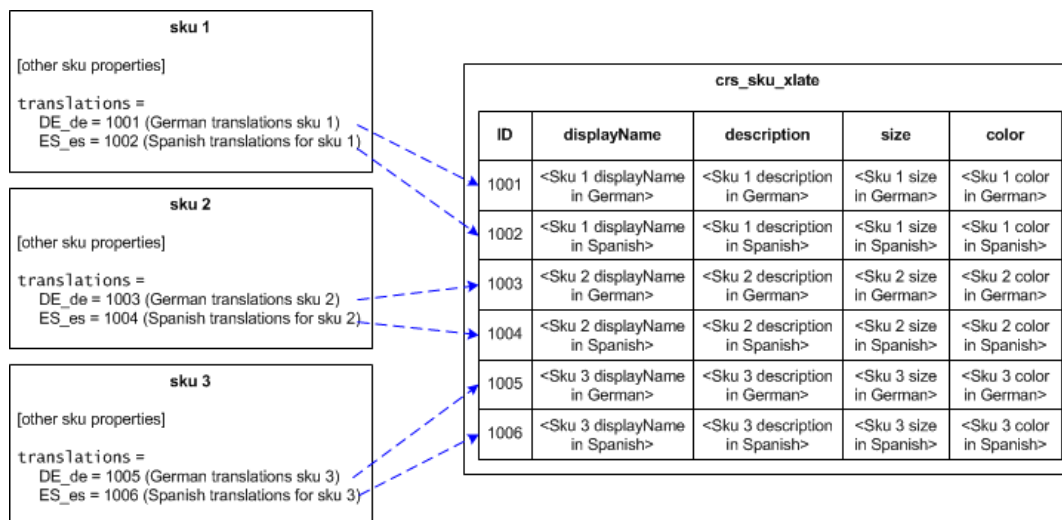 sku 1
[other sku properties]
translations =
DE_de = 1001 (German translations sku 1)
ES_es = 1002 (Spanish translations for sku 1)
sku 2
[other sku properties]
translations =
DE_de = 1003 (German translations sku 2)
ES_es = 1004 (Spanish translations for sku 2)
sku 3
[other sku properties]
translations =
DE_de = 1005 (German translations sku 3)
ES_es = 1006 (Spanish translations for sku 3)
crs_sku_xlate
ID displayName description size color
1001 <Sku 1 displayName in German> <Sku 1 description in German> <Sku 1 size in German> <Sku 1 color in German>
1002 <Sku 1 displayName in Spanish> <Sku 1 description in Spanish> <Sku 1 size in Spanish> <Sku 1 color in Spanish>
1003 <Sku 2 displayName in German> <Sku 2 description in German> <Sku 2 size in German> <Sku 2 color in German>
1004 <Sku 2 displayName in Spanish> <Sku 2 description in Spanish> <Sku 2 size in Spanish> <Sku 2 color in Spanish>
1005 <Sku 3 displayName in German> <Sku 3 description in German> <Sku 3 size in German> <Sku 3 color in German>
1006 <Sku 3 displayName in Spanish> <Sku 3 description in Spanish> <Sku 3 size in Spanish> <Sku 3 color in Spanish>